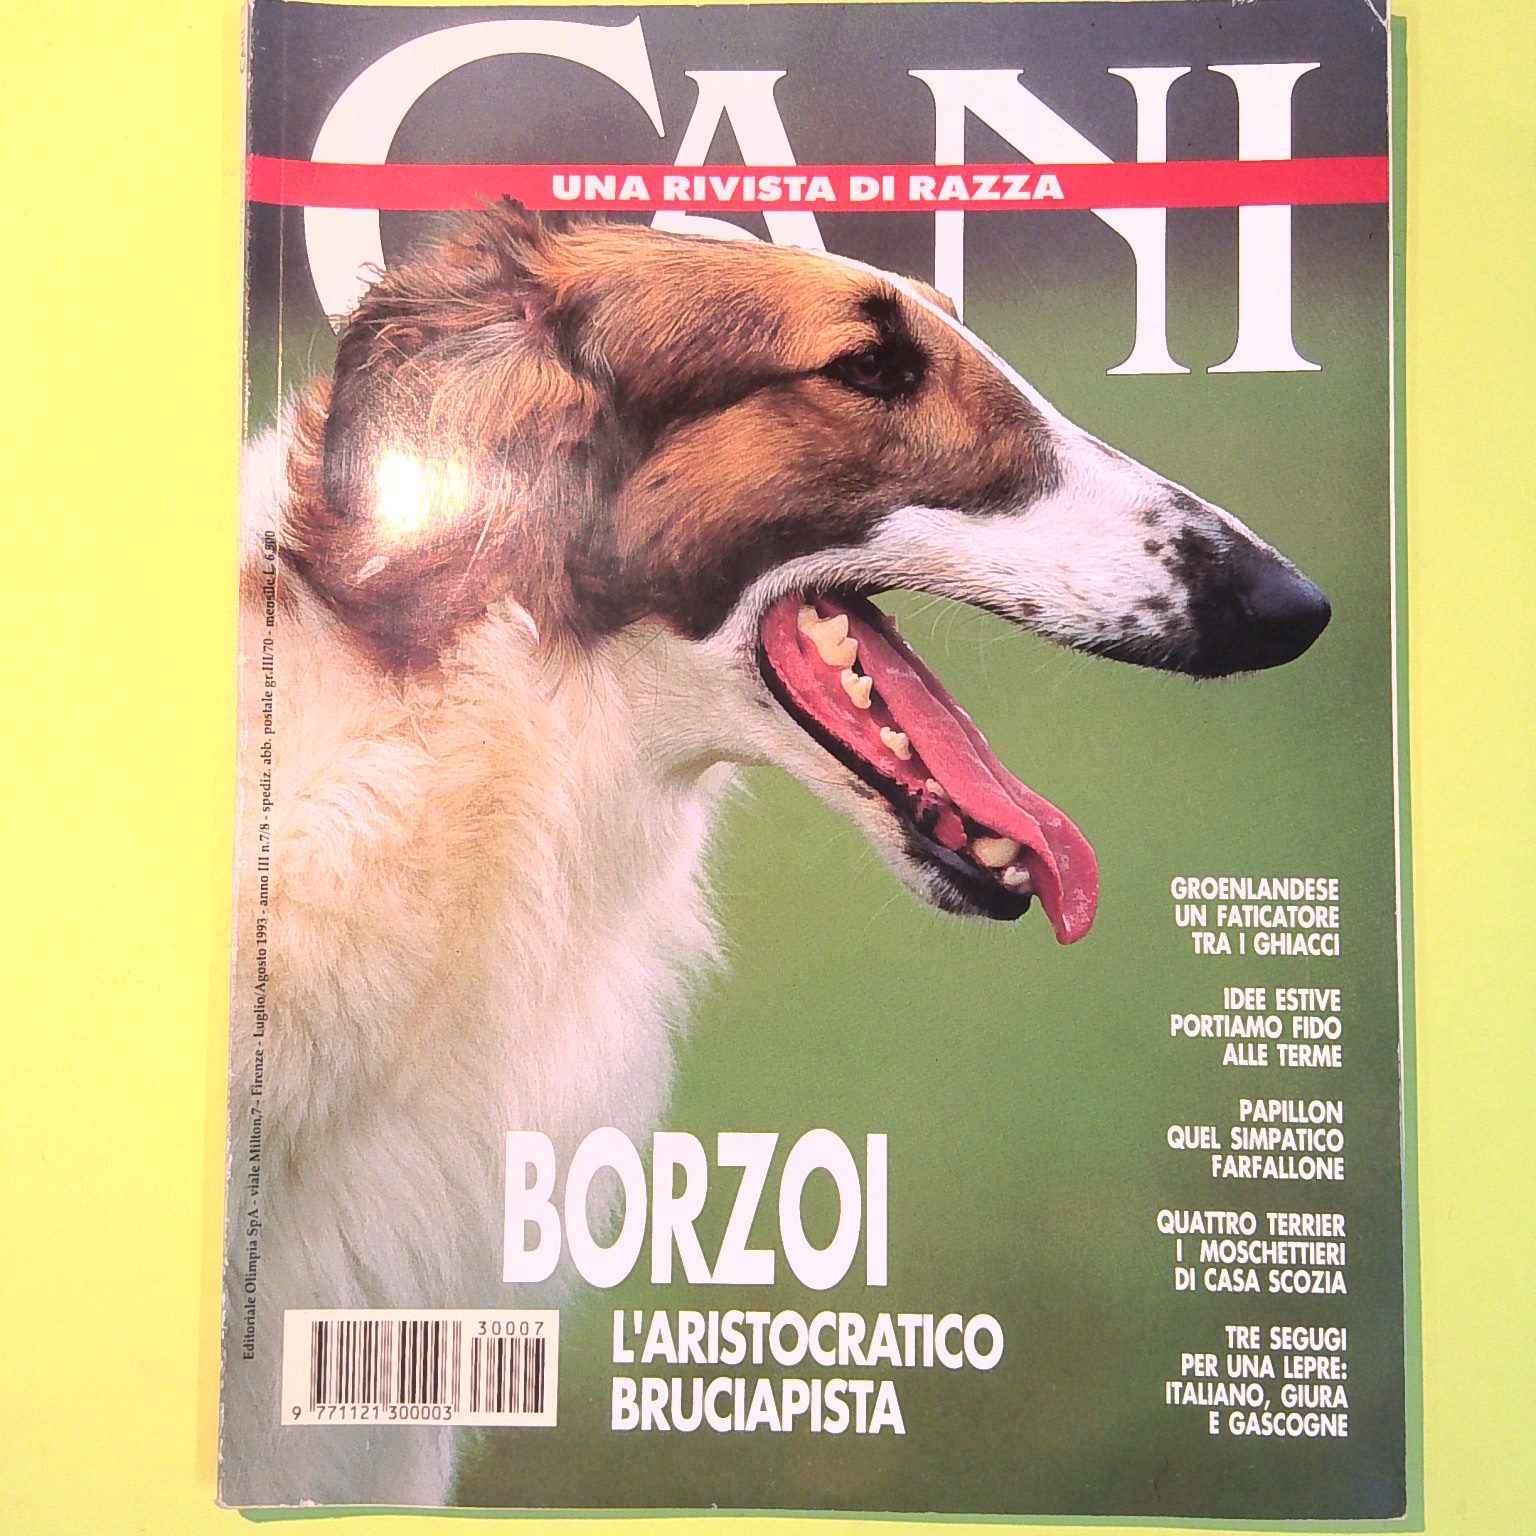 CANI
UNA RIVISTA DI RAZZA
Editoriale Olimpia SpA - viale Milton,7 - Firenze - Luglio/Agosto 1993 - anno III n.7/8 - spediz. abb. postale gr.III/70 - mensile L. 6.500
GROENLANDESE
UN FATICATORE
TRA I GHIACCI
IDEE ESTIVE
PORTIAMO FIDO
ALLE TERME
PAPILLON
QUEL SIMPATICO
FARFALLONE
QUATTRO TERRIER
I MOSCHETTIERI
DI CASA SCOZIA
TRE SEGUGI
PER UNA LEPRE:
ITALIANO, GIURA
E GASCOGNE
BORZOI
L'ARISTOCRATICO
BRUCIAPISTA
30007
9 771121 300003